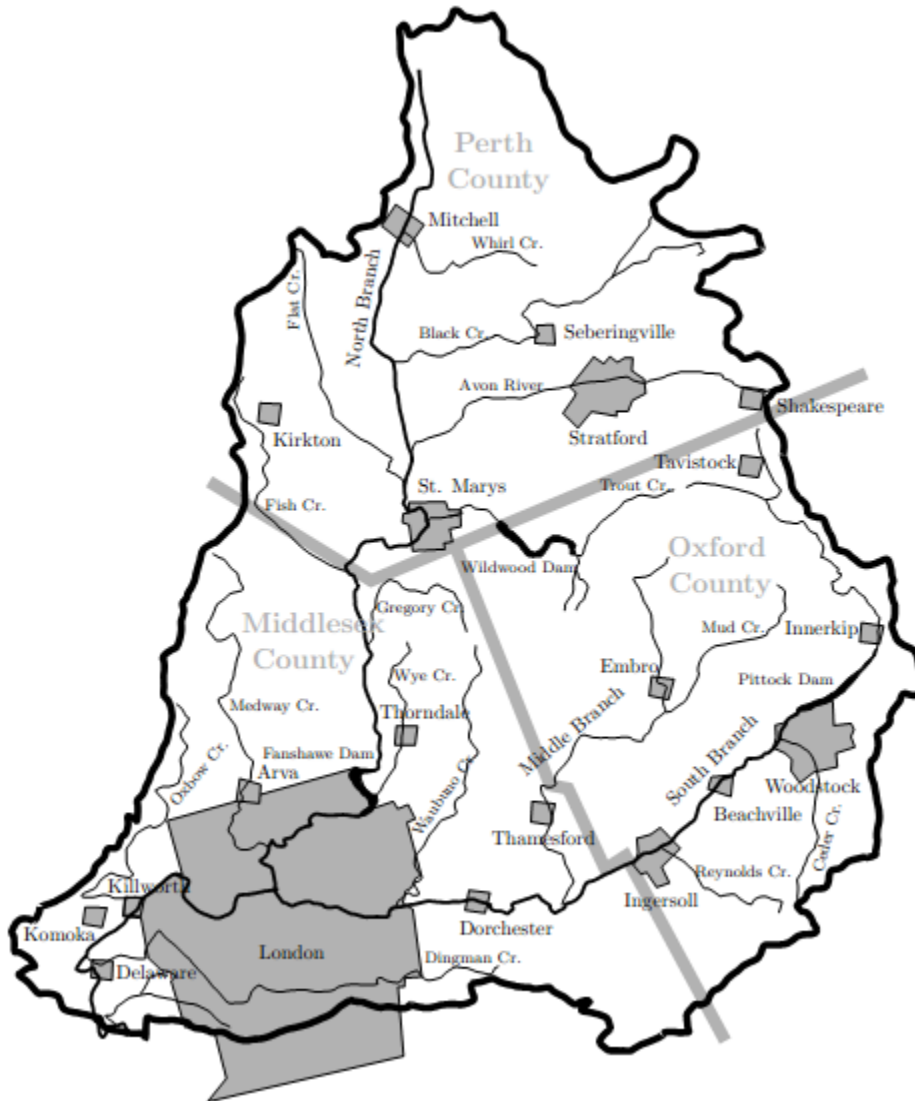 Perth
County
Mitchell
Whirl Cr.
Flat Cr.
North Branch
Black Cr.
Seberingville
Avon River
Shakespeare
Kirkton
Stratford
Tavistock
St. Marys
Trout Cr.
Fish Cr.
Wildwood Dam
Oxford
County
Gregory Cr.
Middlesex
County
Mud Cr.
Innerkip
Wye Cr.
Embro
Pittock Dam
Medway Cr.
Thorndale
Middle Branch
Oxbow Cr.
Fanshawe Dam
Arva
Waubuno Cr.
South Branch
Woodstock
Beachville
Thamesford
Ceder Cr.
Reynolds Cr.
Killworth
Ingersoll
Komoka
Dorchester
London
Dingman Cr.
Delaware